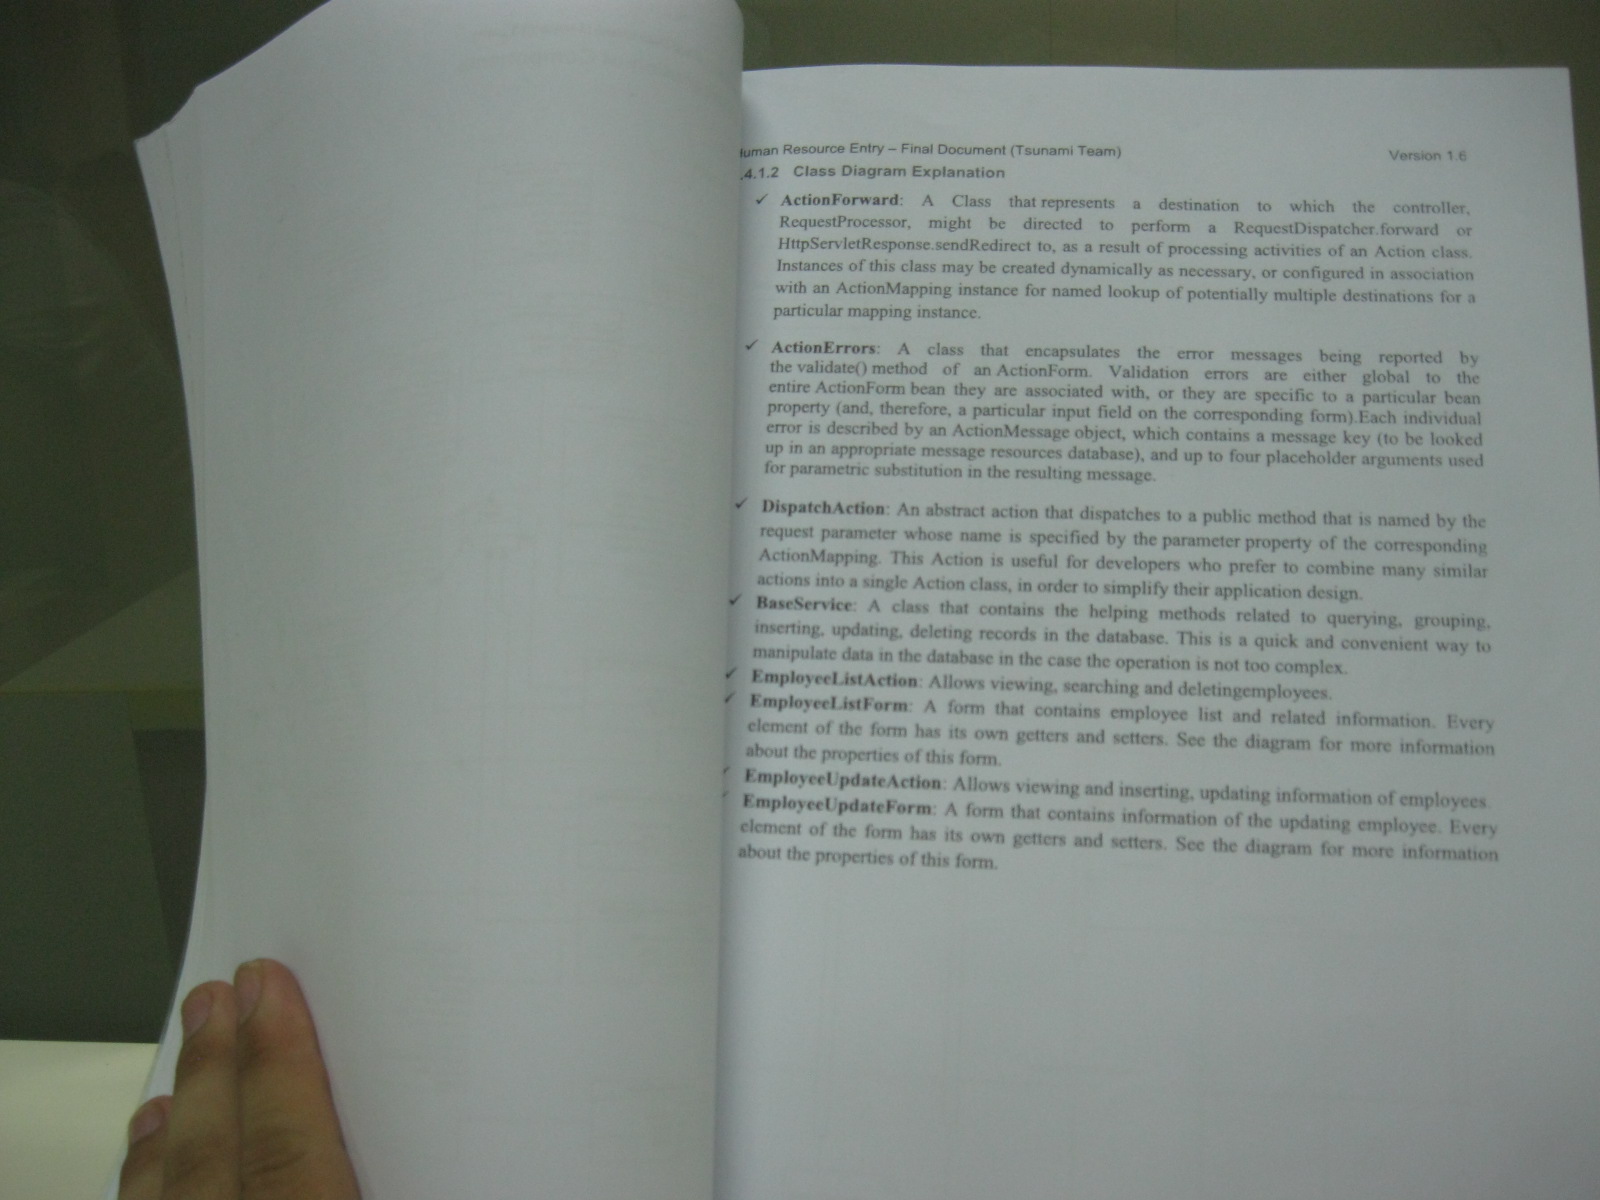 Human Resource Entry – Final Document (Tsunami Team) Version 1.6
.4.1.2 Class Diagram Explanation
✓ ActionForward: A Class that represents a destination to which the controller,
RequestProcessor, might be directed to perform a RequestDispatcher.forward or
HttpServletResponse.sendRedirect to, as a result of processing activities of an Action class.
Instances of this class may be created dynamically as necessary, or configured in association
with an ActionMapping instance for named lookup of potentially multiple destinations for a
particular mapping instance.
✓ ActionErrors: A class that encapsulates the error messages being reported by
the validate() method of an ActionForm. Validation errors are either global to the
entire ActionForm bean they are associated with, or they are specific to a particular bean
property (and, therefore, a particular input field on the corresponding form).Each individual
error is described by an ActionMessage object, which contains a message key (to be looked
up in an appropriate message resources database), and up to four placeholder arguments used
for parametric substitution in the resulting message.
✓ DispatchAction: An abstract action that dispatches to a public method that is named by the
request parameter whose name is specified by the parameter property of the corresponding
ActionMapping. This Action is useful for developers who prefer to combine many similar
actions into a single Action class, in order to simplify their application design.
✓ BaseService: A class that contains the helping methods related to querying, grouping,
inserting, updating, deleting records in the database. This is a quick and convenient way to
manipulate data in the database in the case the operation is not too complex.
✓ EmployeeListAction: Allows viewing, searching and deletingemployees.
✓ EmployeeListForm: A form that contains employee list and related information. Every
element of the form has its own getters and setters. See the diagram for more information
about the properties of this form.
✓ EmployeeUpdateAction: Allows viewing and inserting, updating information of employees.
✓ EmployeeUpdateForm: A form that contains information of the updating employee. Every
element of the form has its own getters and setters. See the diagram for more information
about the properties of this form.